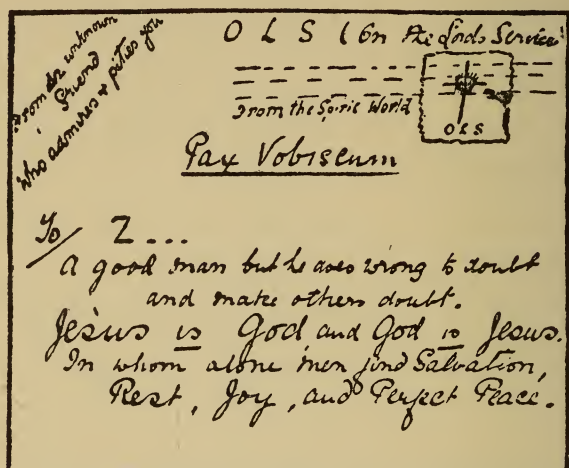 From an unknown
friend
who admires & pities you
O L S (On the Lords Service)
From the Spirit World
O L S
Pax Vobiscum
To Z...
A good man but he does wrong to doubt
and make others doubt.
Jesus is God, and God is Jesus.
In whom alone men find Salvation,
Rest, Joy, and Perfect Peace.